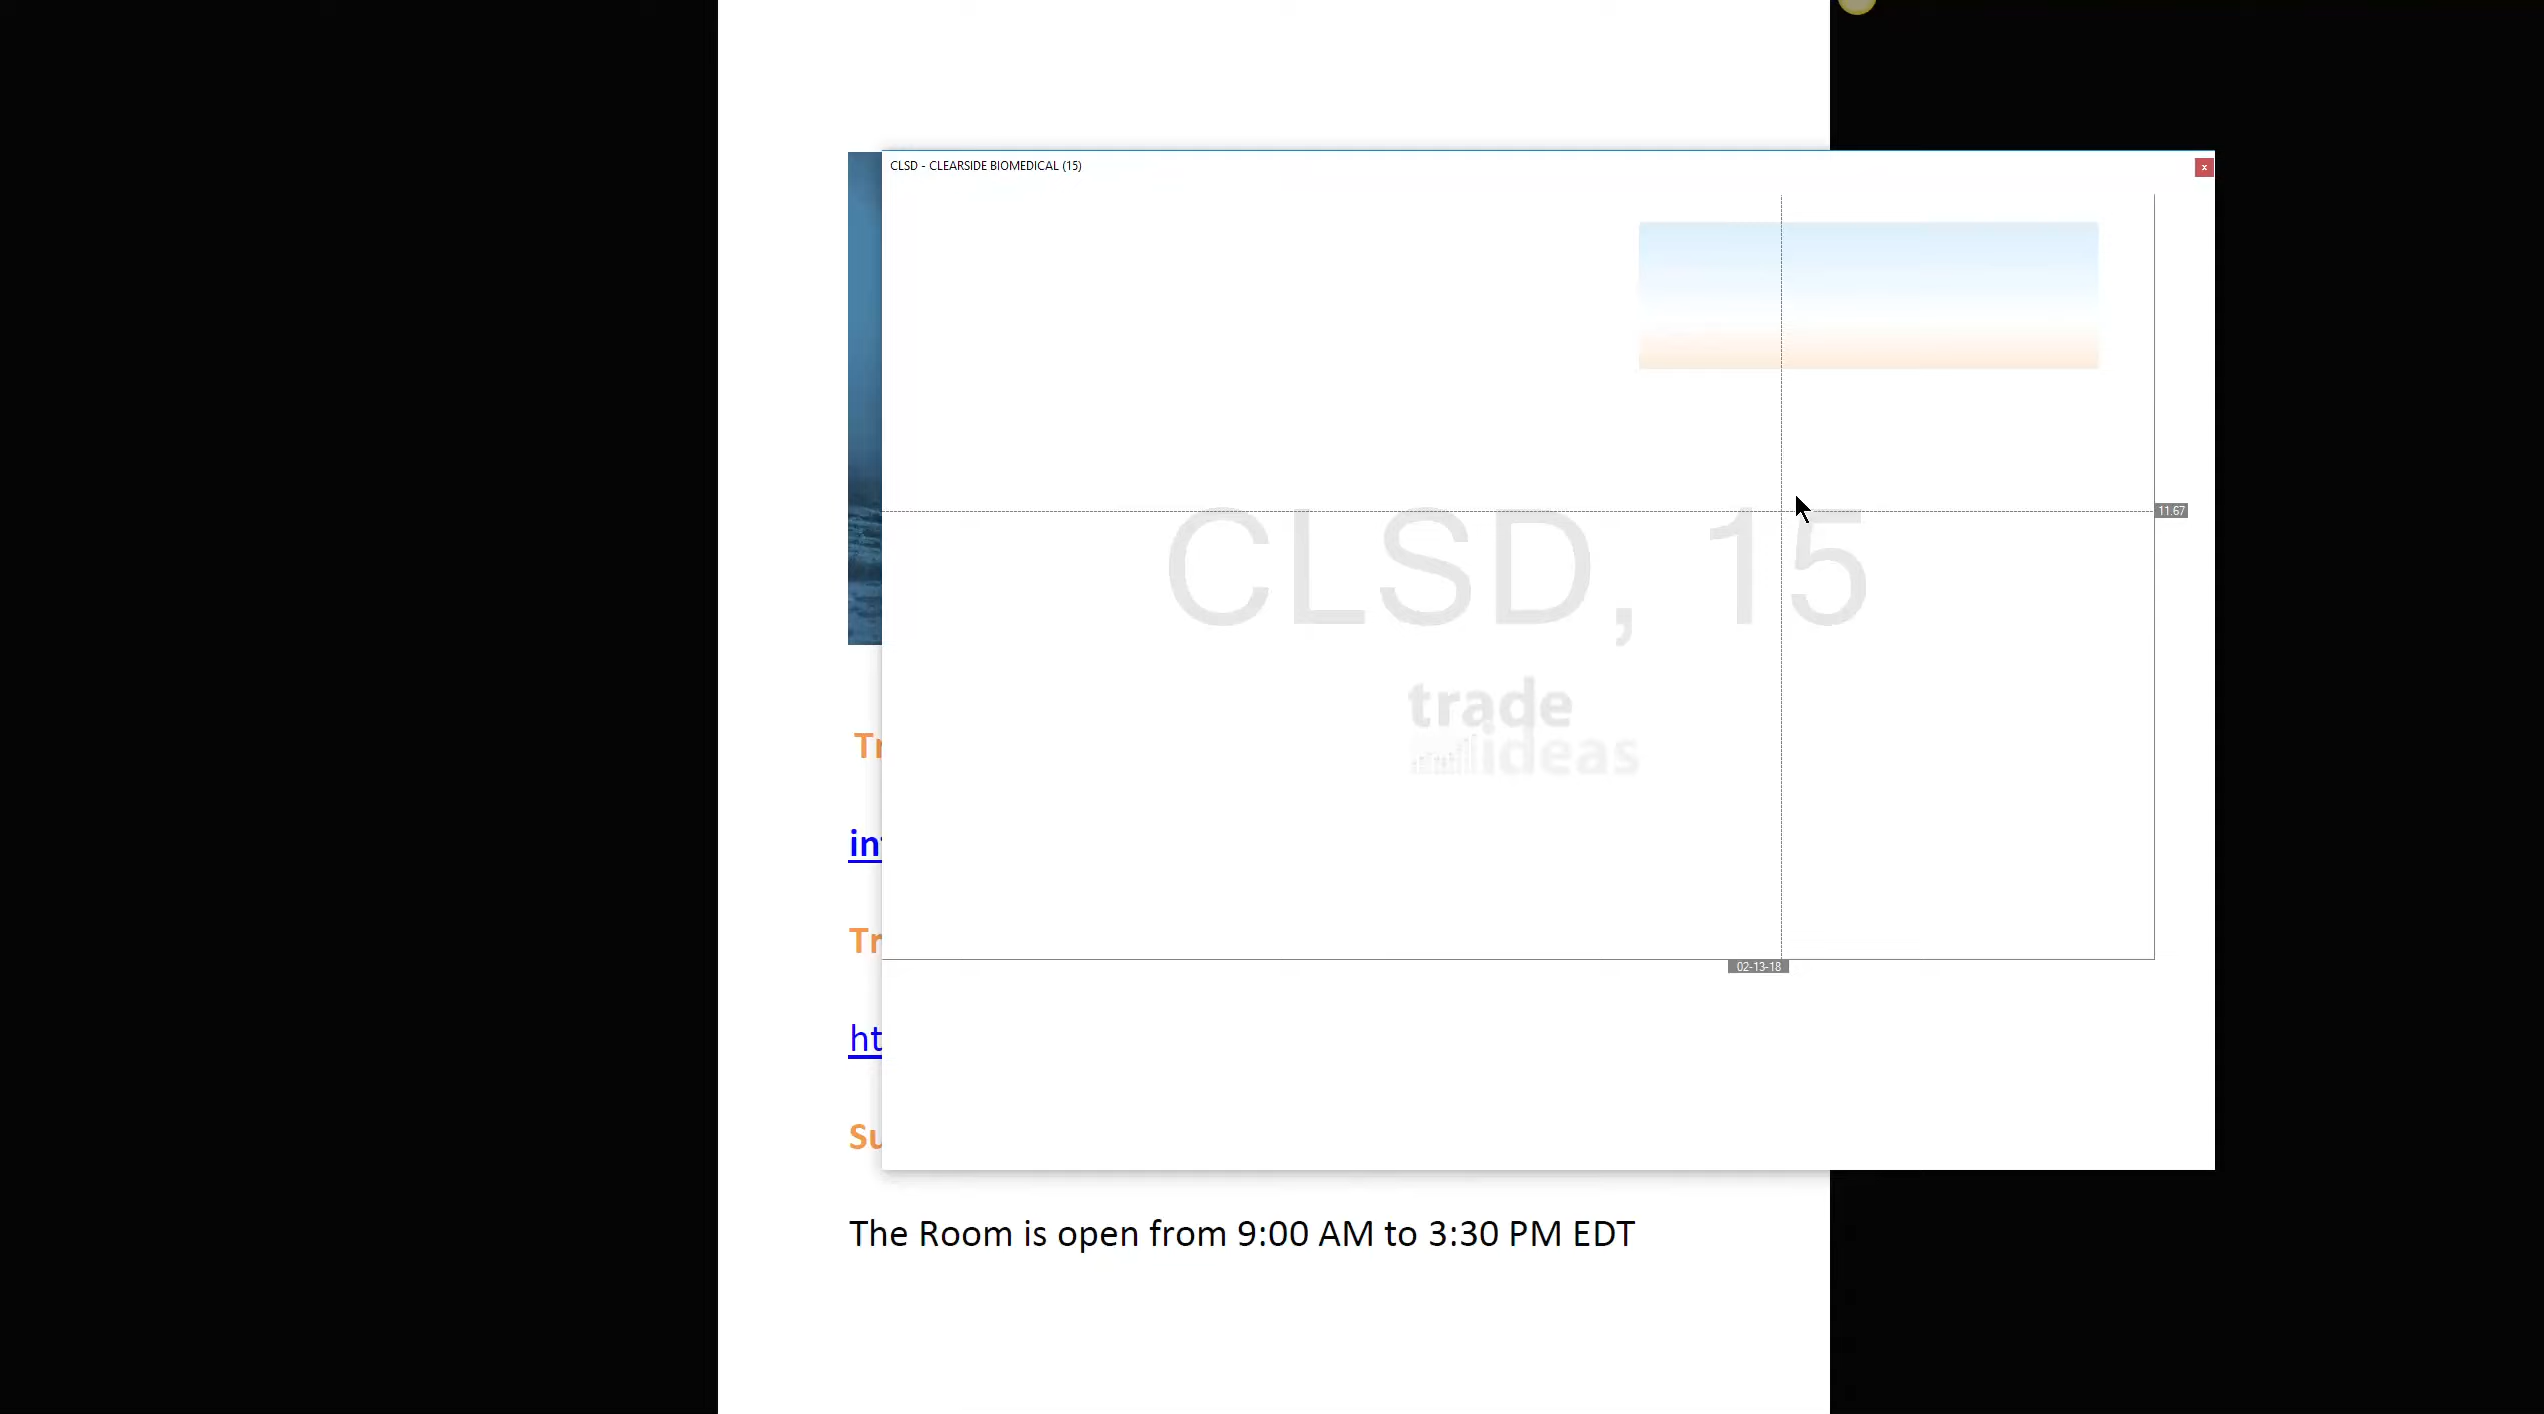 CLSD - CLEARSIDE BIOMEDICAL (15)
x
11.67
CLSD, 15
trade
ideas
02-13-18
The Room is open from 9:00 AM to 3:30 PM EDT